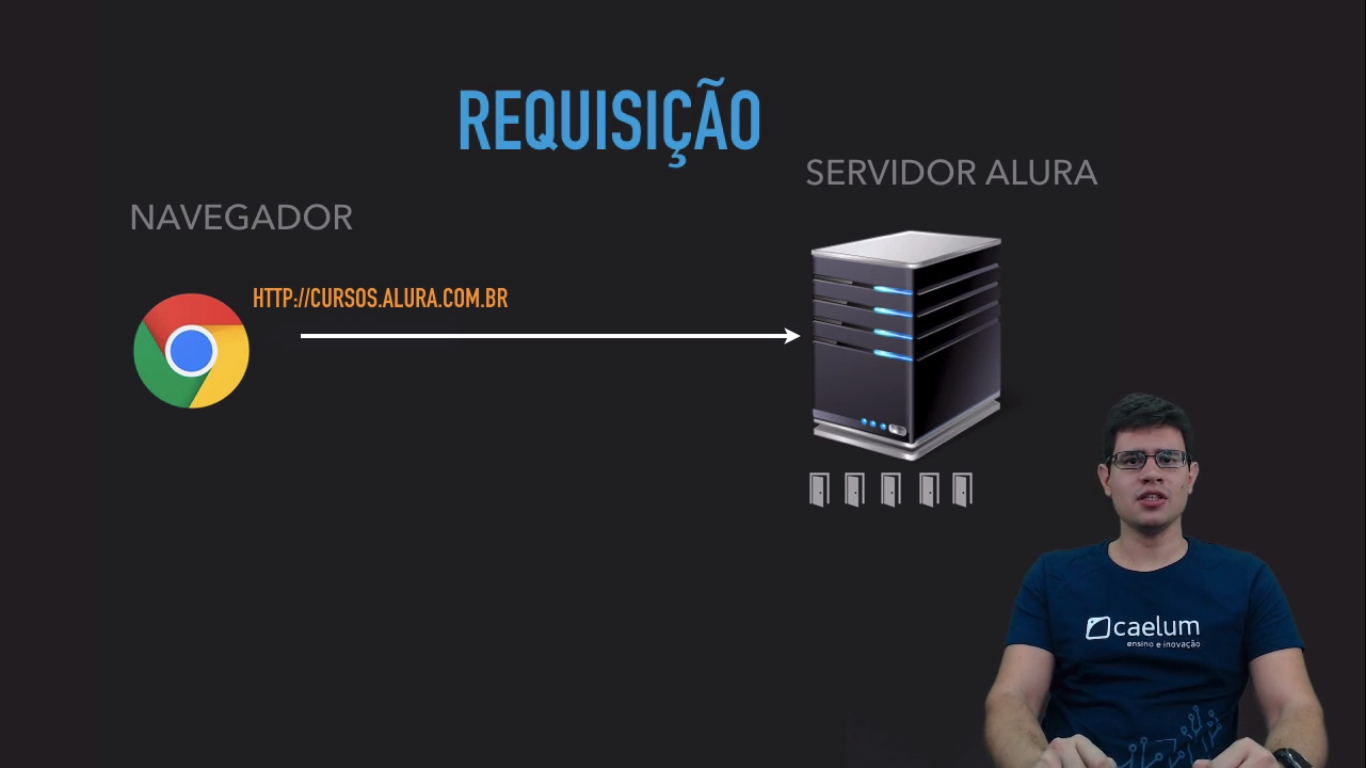 REQUISIÇÃO
SERVIDOR ALURA
NAVEGADOR
HTTP://CURSOS.ALURA.COM.BR
caelum
ensino e inovação